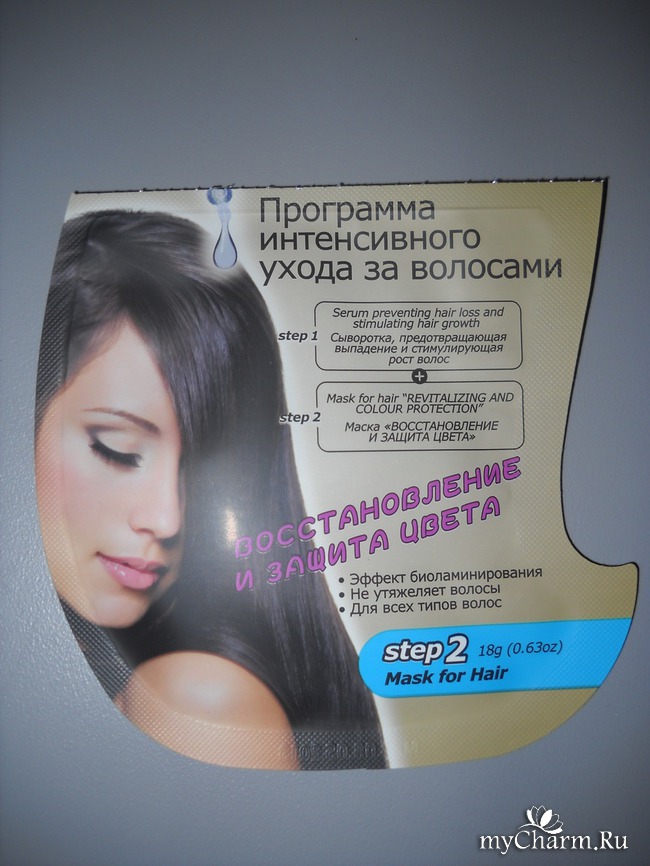 Программа
интенсивного
ухода за волосами
step 1
Serum preventing hair loss and
stimulating hair growth
Сыворотка, предотвращающая
выпадение и стимулирующая
рост волос
+
step 2
Mask for hair "REVITALIZING AND
COLOUR PROTECTION"
Маска «ВОССТАНОВЛЕНИЕ
И ЗАЩИТА ЦВЕТА»
ВОССТАНОВЛЕНИЕ
И ЗАЩИТА ЦВЕТА
• Эффект биоламинирования
• Не утяжеляет волосы
• Для всех типов волос
step 2 18g (0.63oz)
Mask for Hair
myCharm.Ru